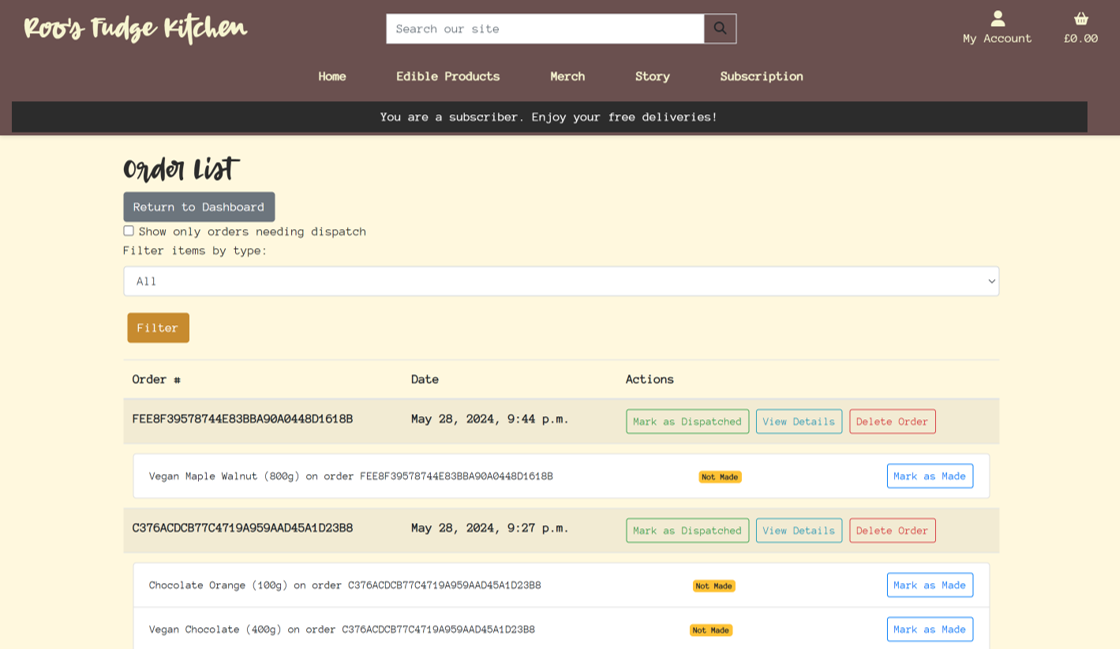 Roo's Fudge Kitchen
Search our site
My Account
£0.00
Home Edible Products Merch Story Subscription
You are a subscriber. Enjoy your free deliveries!
Order List
Return to Dashboard
Show only orders needing dispatch
Filter items by type:
All
Filter
Order # Date Actions
FEE8F39578744E83BBA90A0448D1618B May 28, 2024, 9:44 p.m. Mark as Dispatched View Details Delete Order
Vegan Maple Walnut (800g) on order FEE8F39578744E83BBA90A0448D1618B Not Made Mark as Made
C376ACDCB77C4719A959AAD45A1D23B8 May 28, 2024, 9:27 p.m. Mark as Dispatched View Details Delete Order
Chocolate Orange (100g) on order C376ACDCB77C4719A959AAD45A1D23B8 Not Made Mark as Made
Vegan Chocolate (400g) on order C376ACDCB77C4719A959AAD45A1D23B8 Not Made Mark as Made